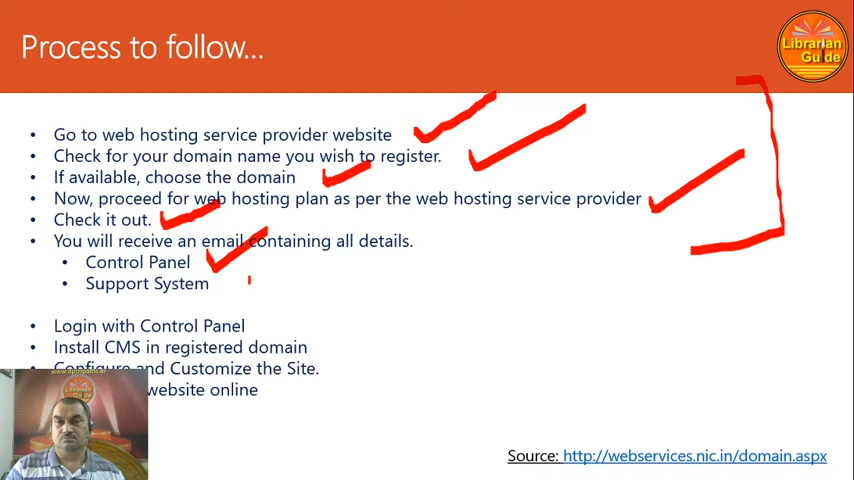 Process to follow...
Librarian
Guide
• Go to web hosting service provider website
• Check for your domain name you wish to register.
• If available, choose the domain
• Now, proceed for web hosting plan as per the web hosting service provider
• Check it out.
• You will receive an email containing all details.
• Control Panel
• Support System
• Login with Control Panel
• Install CMS in registered domain
• Configure and Customize the Site.
website online
Librarian
Guide
Source: http://webservices.nic.in/domain.aspx